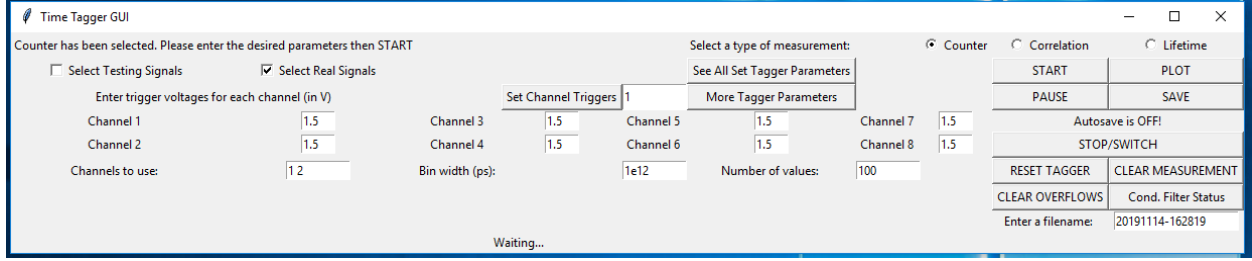 Time Tagger GUI
Counter has been selected. Please enter the desired parameters then START Select a type of measurement: Counter Correlation Lifetime
Select Testing Signals Select Real Signals See All Set Tagger Parameters START PLOT
Enter trigger voltages for each channel (in V) Set Channel Triggers 1 More Tagger Parameters PAUSE SAVE
Channel 1 1.5 Channel 3 1.5 Channel 5 1.5 Channel 7 1.5 Autosave is OFF!
Channel 2 1.5 Channel 4 1.5 Channel 6 1.5 Channel 8 1.5 STOP/SWITCH
Channels to use: 1 2 Bin width (ps): 1e12 Number of values: 100 RESET TAGGER CLEAR MEASUREMENT
CLEAR OVERFLOWS Cond. Filter Status
Enter a filename: 20191114-162819
Waiting...